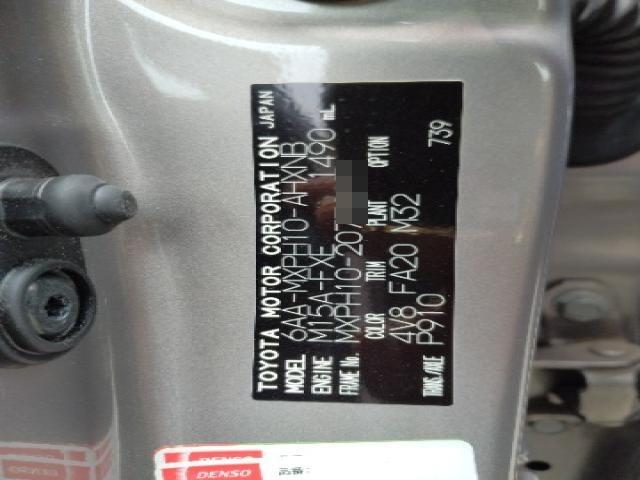 TOYOTA MOTOR CORPORATION JAPAN
MODEL 6AA-MXPH10-AHXNB
ENGINE M15A-FXE 1490 mL
FRAME No. MXPH10-207
COLOR TRIM PLANT OPTION
4V8 FA20 M32 739
TRANS/AXLE P910
DENSO
DENSO
DENSO